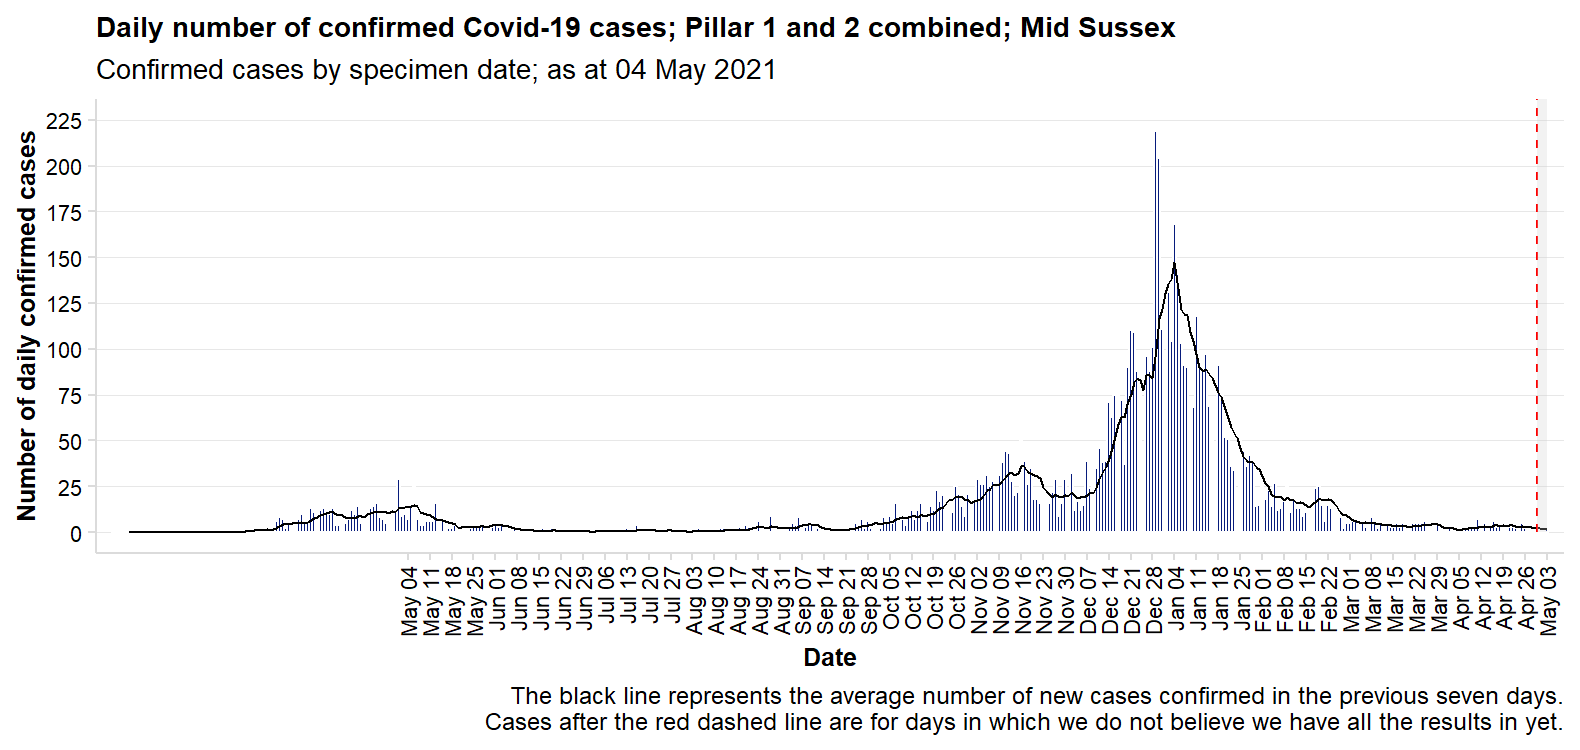 Daily number of confirmed Covid-19 cases; Pillar 1 and 2 combined; Mid Sussex
Confirmed cases by specimen date; as at 04 May 2021
Number of daily confirmed cases
225
200
175
150
125
100
75
50
25
0
May 04
May 11
May 18
May 25
Jun 01
Jun 08
Jun 15
Jun 22
Jun 29
Jul 06
Jul 13
Jul 20
Jul 27
Aug 03
Aug 10
Aug 17
Aug 24
Aug 31
Sep 07
Sep 14
Sep 21
Sep 28
Oct 05
Oct 12
Oct 19
Oct 26
Nov 02
Nov 09
Nov 16
Nov 23
Nov 30
Dec 07
Dec 14
Dec 21
Dec 28
Jan 04
Jan 11
Jan 18
Jan 25
Feb 01
Feb 08
Feb 15
Feb 22
Mar 01
Mar 08
Mar 15
Mar 22
Mar 29
Apr 05
Apr 12
Apr 19
Apr 26
May 03
Date
The black line represents the average number of new cases confirmed in the previous seven days.
Cases after the red dashed line are for days in which we do not believe we have all the results in yet.